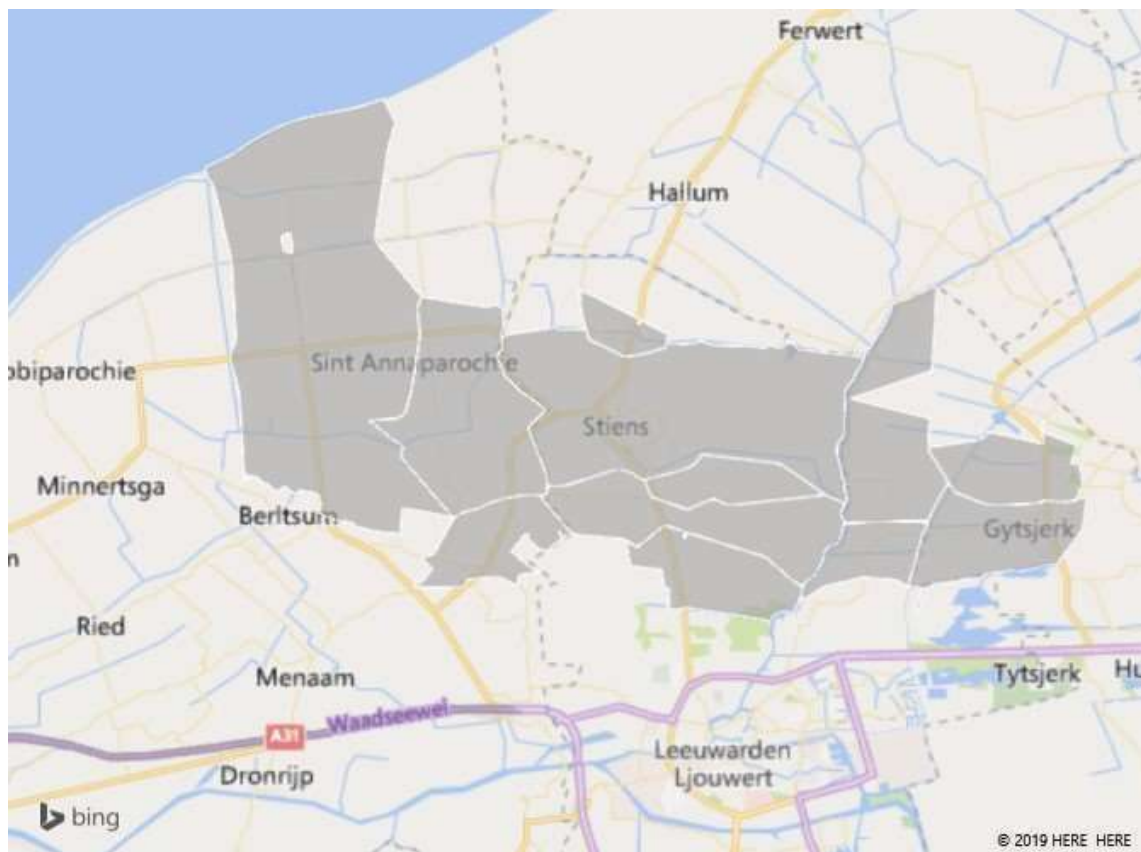 Ferwert
Hallum
Sint Annaparochie
obiparochie
Stiens
Minnertsga
Berltsum
Gytsjerk
n
Ried
Menaam
Tytsjerk
Hu
Waadseewei
A31
Leeuwarden
Ljouwert
Dronrijp
bing
© 2019 HERE HERE